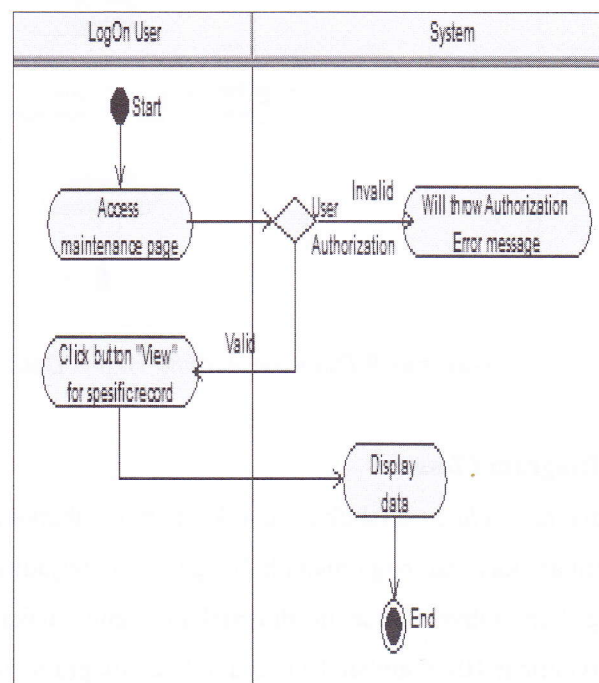 LogOn User
System
Start
Access
maintenance page
User
Authorization
Invalid
Will throw Authorization
Error message
Valid
Click button "View"
for spesific record
Display
data
End